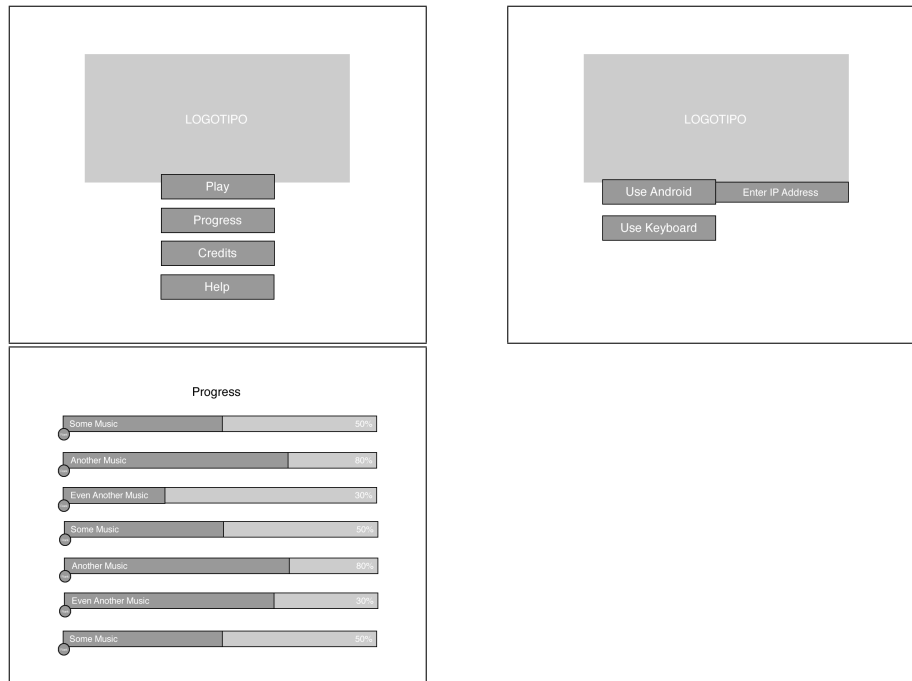 LOGOTIPO
Play
Progress
Credits
Help
LOGOTIPO
Use Android
Enter IP Address
Use Keyboard
Progress
Some Music 50%
Another Music 80%
Even Another Music 30%
Some Music 50%
Another Music 80%
Even Another Music 30%
Some Music 50%